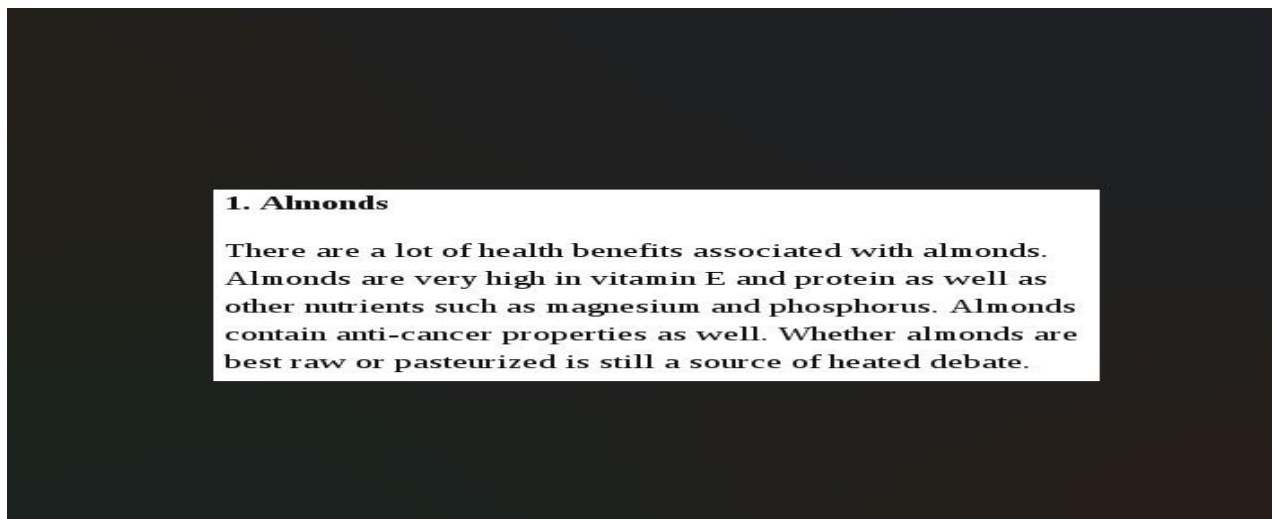 1. Almonds
There are a lot of health benefits associated with almonds.
Almonds are very high in vitamin E and protein as well as
other nutrients such as magnesium and phosphorus. Almonds
contain anti-cancer properties as well. Whether almonds are
best raw or pasteurized is still a source of heated debate.